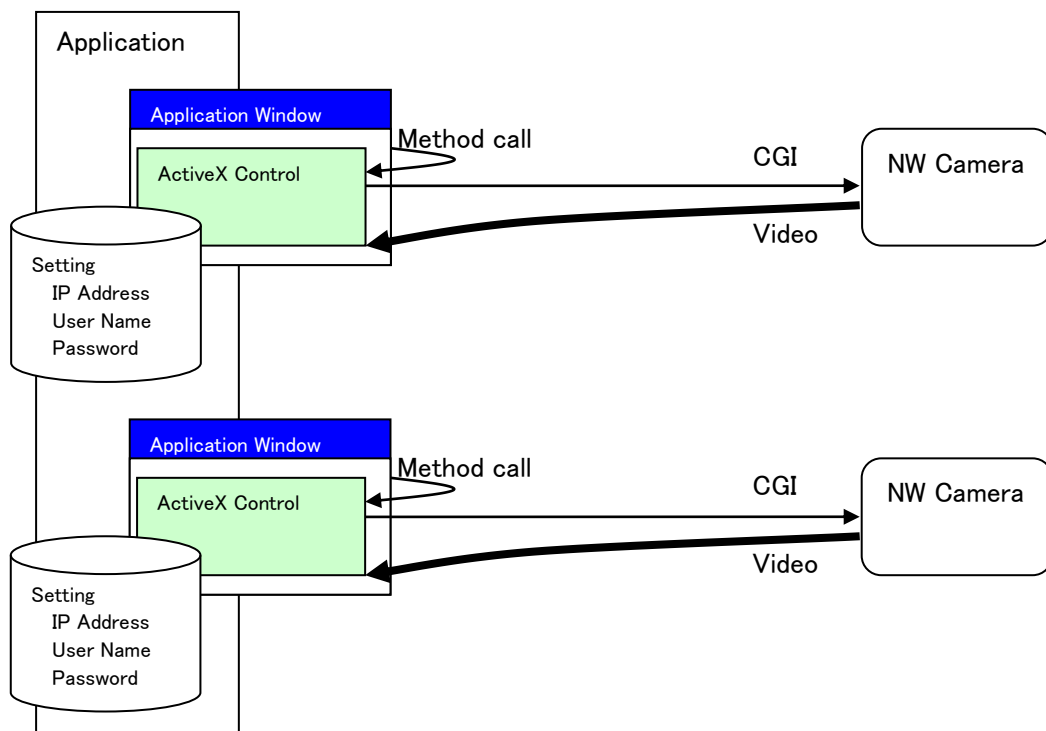 Application
Application Window
Method call
CGI
NW Camera
ActiveX Control
Video
Setting
IP Address
User Name
Password
Application Window
Method call
CGI
NW Camera
ActiveX Control
Video
Setting
IP Address
User Name
Password